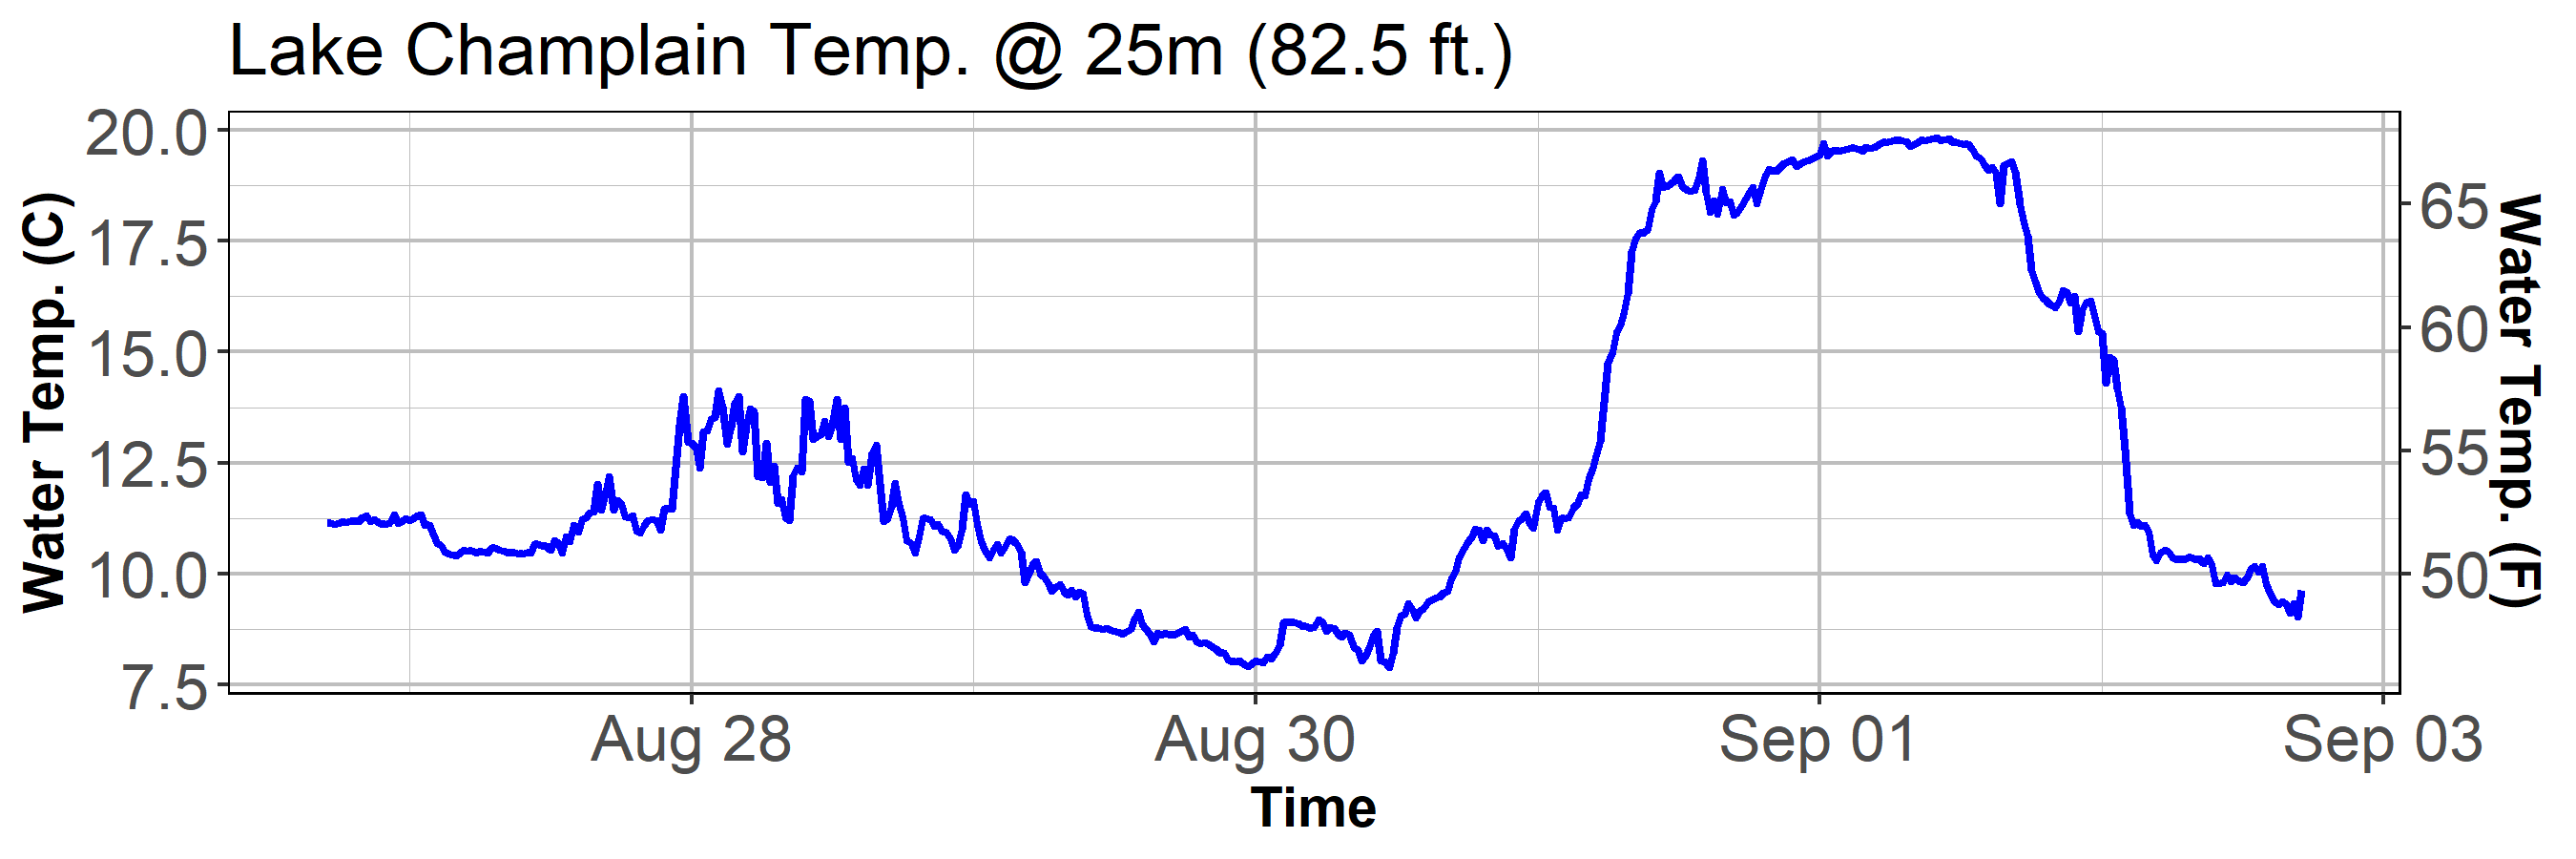 Lake Champlain Temp. @ 25m (82.5 ft.)
Water Temp. (C)
20.0
17.5
15.0
12.5
10.0
7.5
65
60
55
50
Water Temp. (F)
Aug 28 Aug 30 Sep 01 Sep 03
Time